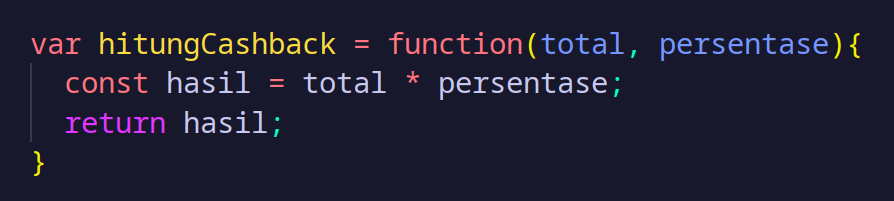 var hitungCashback = function(total, persentase){
  const hasil = total * persentase;
  return hasil;
}